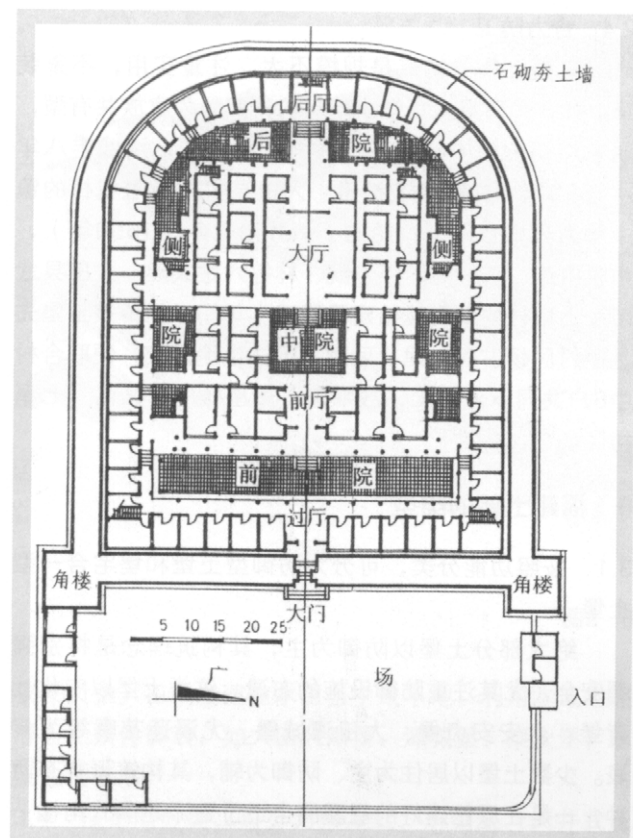 石砌夯土墙
后厅
后 院
侧 侧
大厅
院 中 院 院
前厅
前 院
过厅
角楼 角楼
大门
5 10 15 20 25
广 场
N
入口